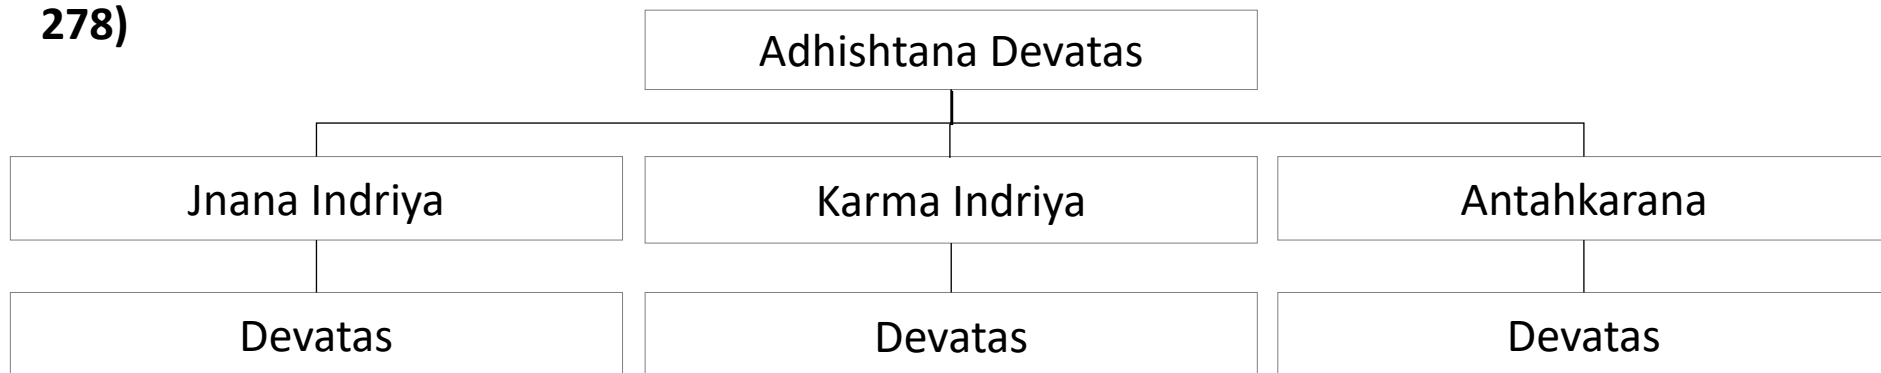 278)
Adhishtana Devatas
Jnana Indriya
Karma Indriya
Antahkarana
Devatas
Devatas
Devatas